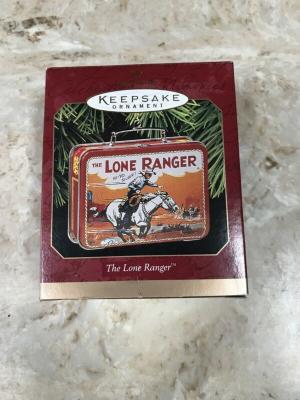 KEEPSAKE
ORNAMENT
THE LONE RANGER
The Lone Ranger™